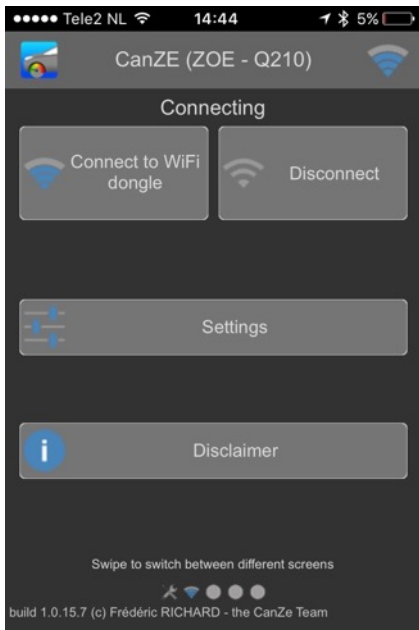 Tele2 NL 14:44 5%
CanZE (ZOE - Q210)
Connecting
Connect to WiFi
dongle
Disconnect
Settings
i
Disclaimer
Swipe to switch between different screens
build 1.0.15.7 (c) Frédéric RICHARD - the CanZe Team